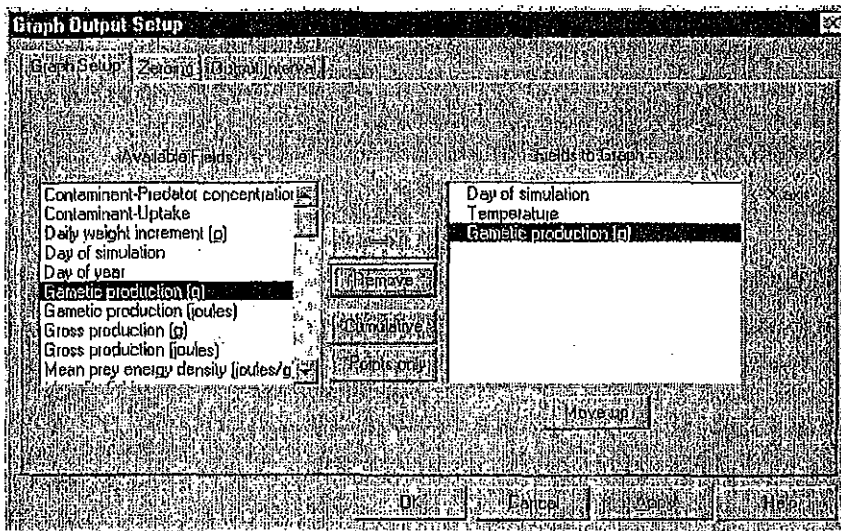 Graph Output Setup
Graph Setup Zeroing Output Interval
Available Fields
Fields to Graph
Contaminant-Predator concentration
Contaminant-Uptake
Daily weight increment (g)
Day of simulation
Day of year
Gametic production (g)
Gametic production (joules)
Gross production (g)
Gross production (joules)
Mean prey energy density (joules/g
Day of simulation
Temperature
Gametic production (g)
Remove
Cumulative
Points only
Move up
OK Cancel Apply Help